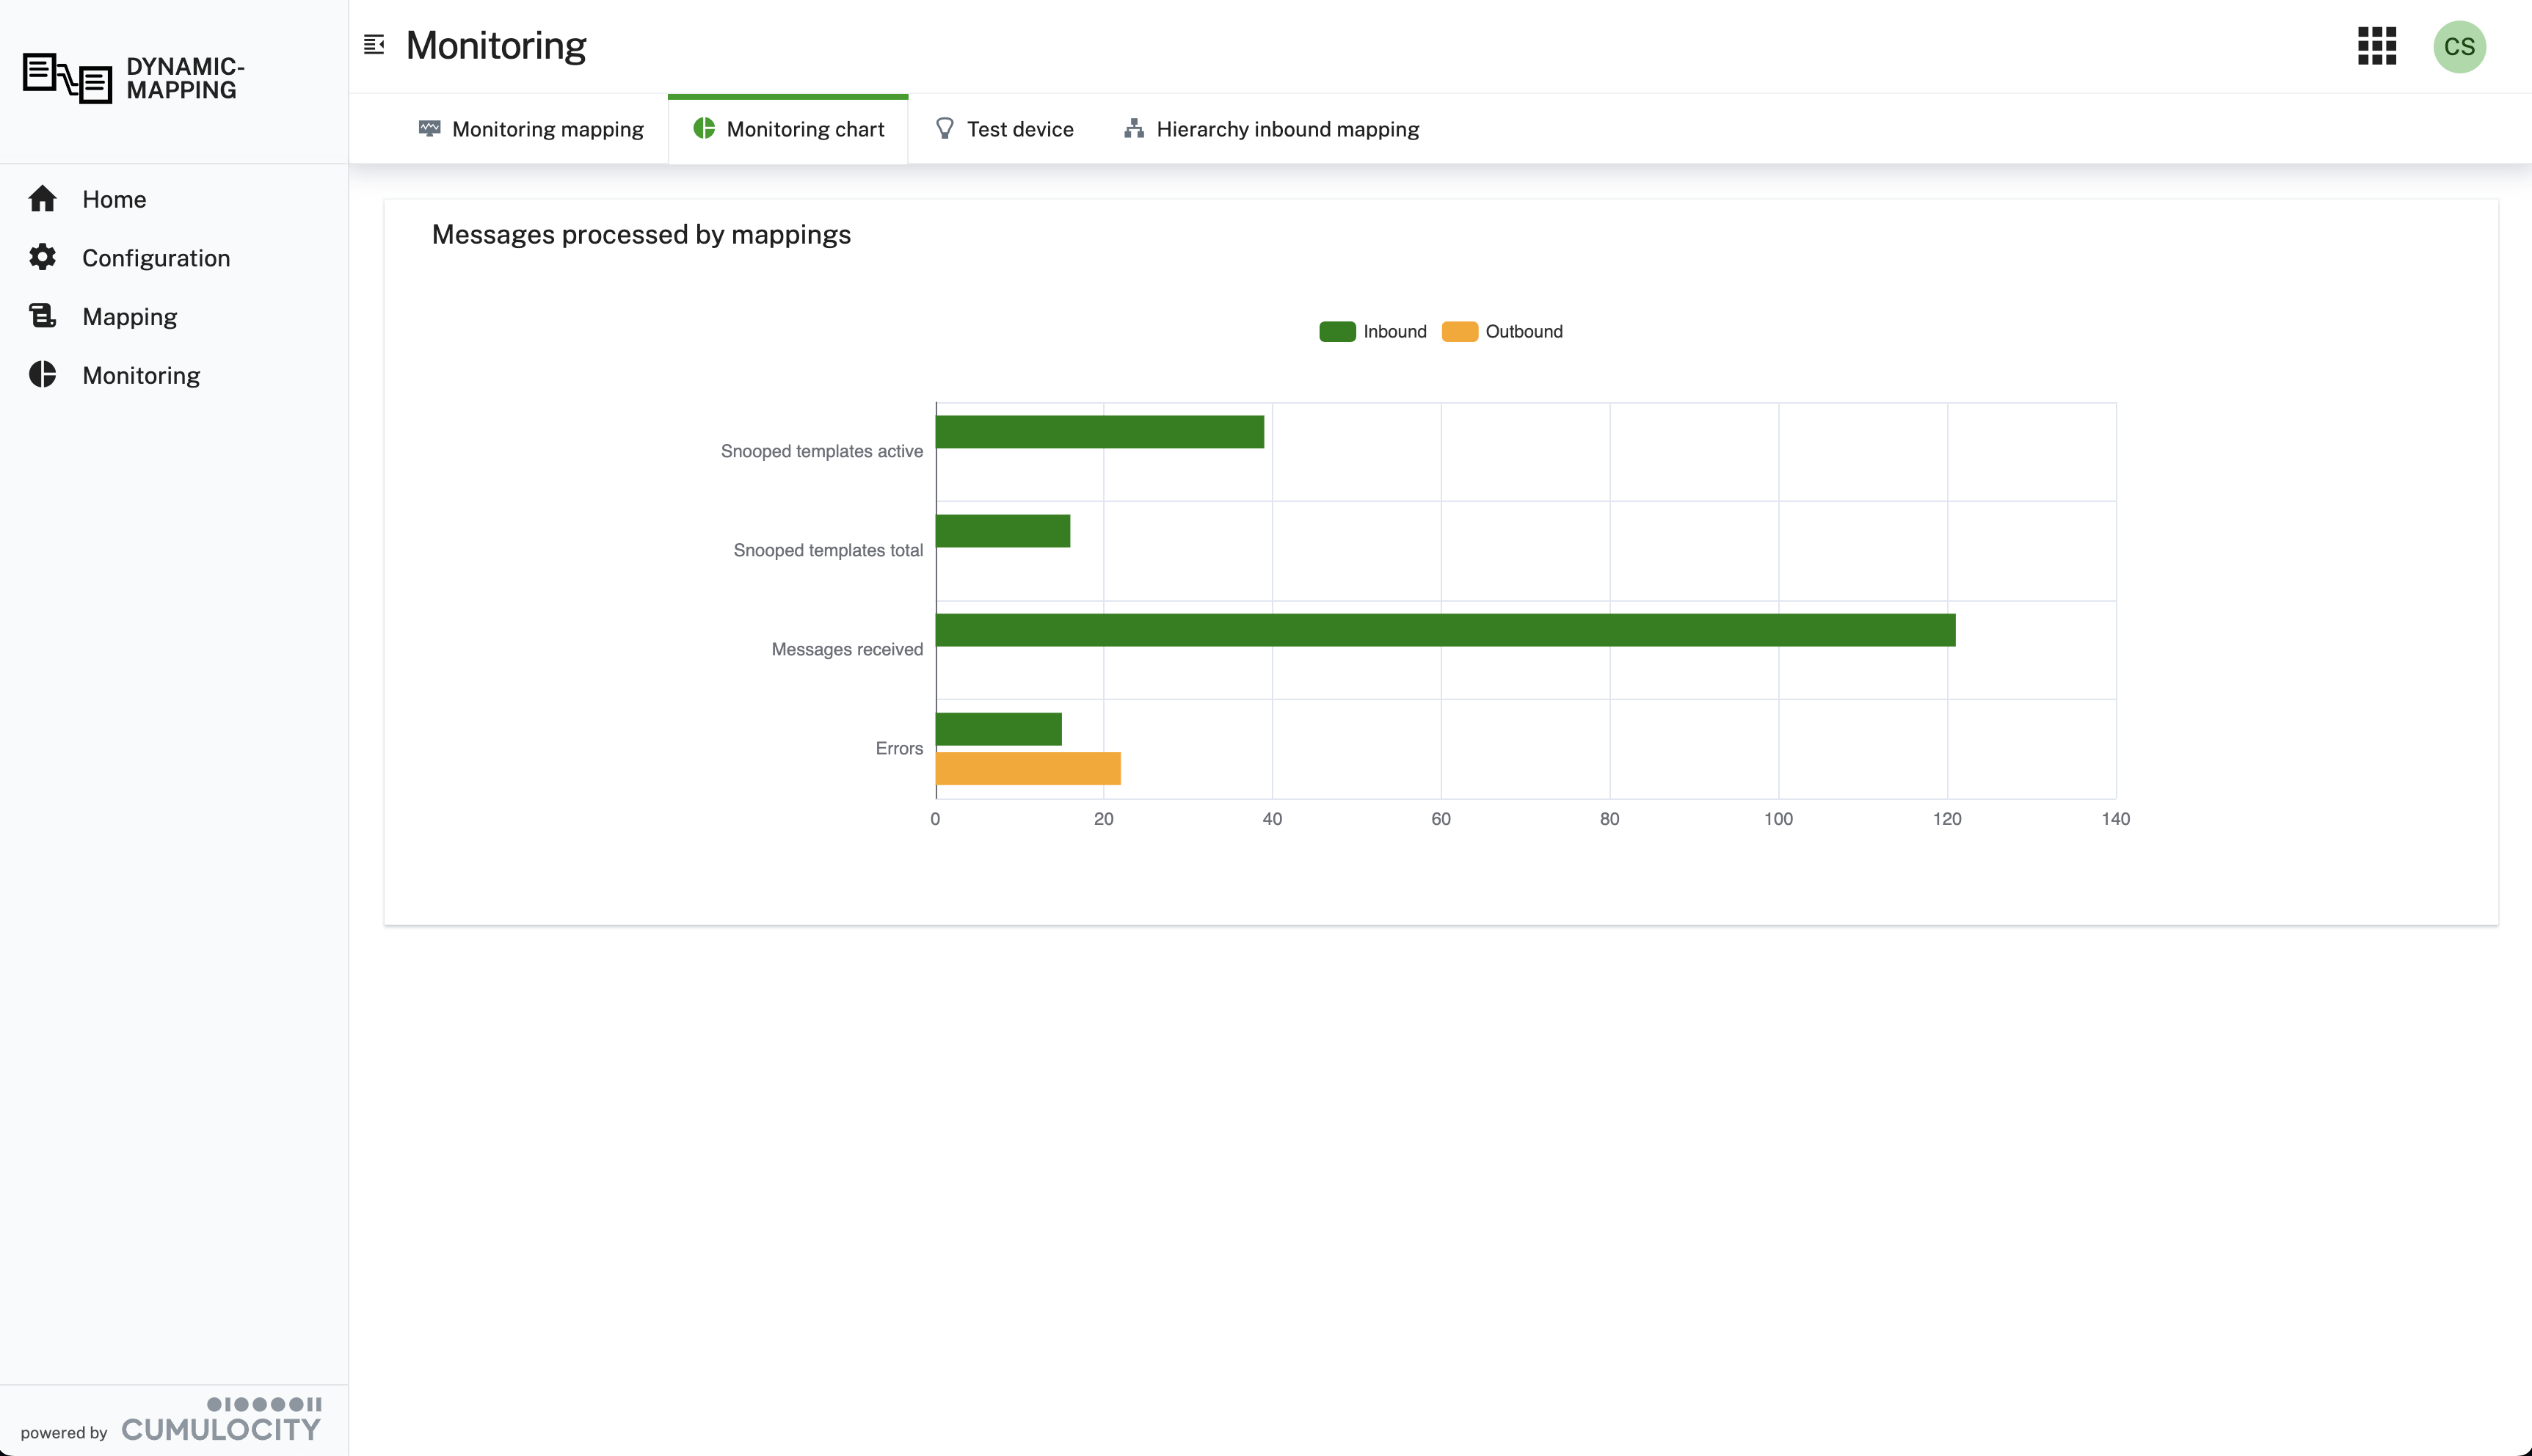 DYNAMIC-
MAPPING
Monitoring
CS
Monitoring mapping
Monitoring chart
Test device
Hierarchy inbound mapping
Home
Configuration
Mapping
Monitoring
Messages processed by mappings
Inbound
Outbound
Snooped templates active
Snooped templates total
Messages received
Errors
0
20
40
60
80
100
120
140
powered by
CUMULOCITY